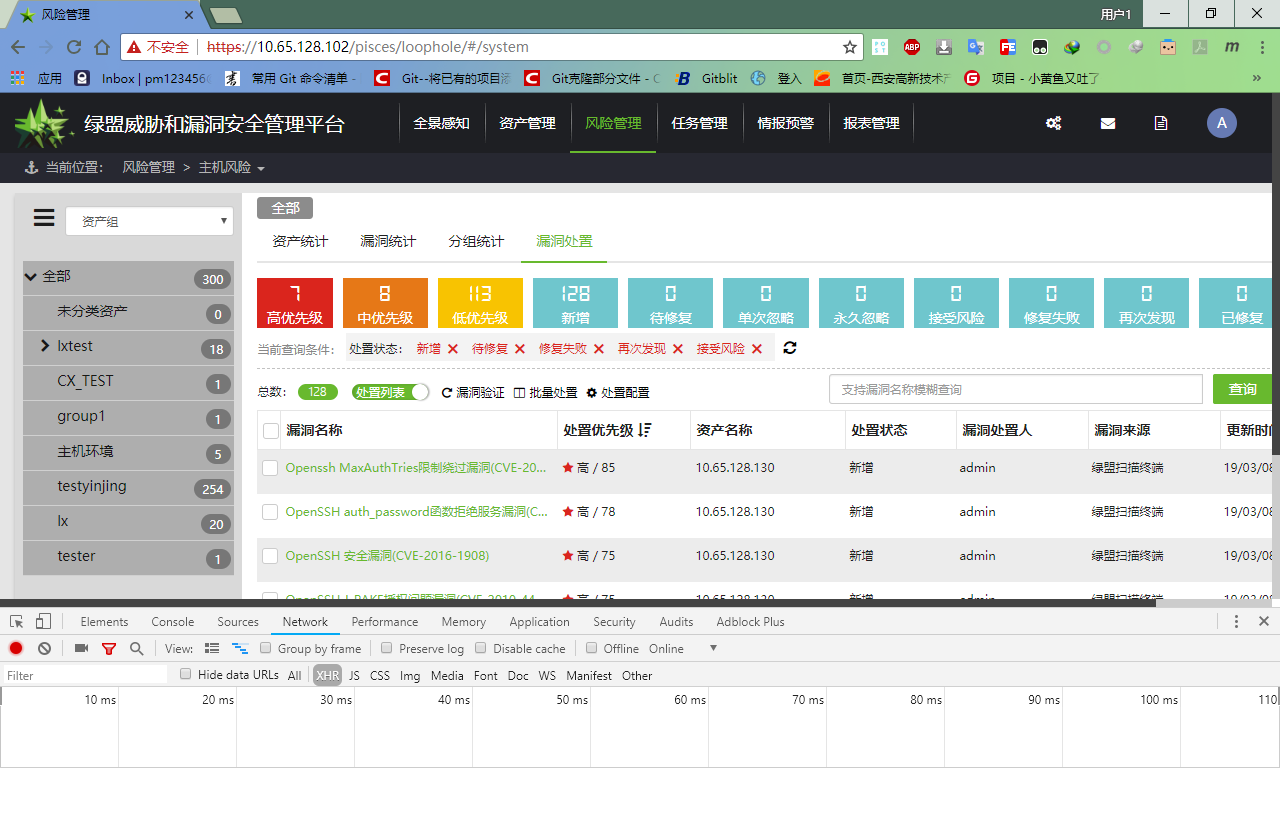 风险管理
用户1
不安全 https://10.65.128.102/pisces/loophole/#/system
应用 Inbox | pm123456 常用 Git 命令清单 - Git--将已有的项目 Git克隆部分文件 - C Gitblit 登入 首页-西安高新技术 项目 - 小黄鱼又吐了 »
绿盟威胁和漏洞安全管理平台 全景感知 资产管理 风险管理 任务管理 情报预警 报表管理 A
当前位置: 风险管理 > 主机风险
资产组
全部 300
未分类资产 0
lxtest 18
CX_TEST 1
group1 1
主机环境 5
testyinjing 254
lx 20
tester 1
全部
资产统计 漏洞统计 分组统计 漏洞处置
7 8 113 128 0 0 0 0 0 0 0
高优先级 中优先级 低优先级 新增 待修复 单次忽略 永久忽略 接受风险 修复失败 再次发现 已修复
当前查询条件: 处置状态: 新增 待修复 修复失败 再次发现 接受风险
总数: 128 处置列表 漏洞验证 批量处置 处置配置 支持漏洞名称模糊查询 查询
漏洞名称 处置优先级 资产名称 处置状态 漏洞处置人 漏洞来源 更新时间
Openssh MaxAuthTries限制绕过漏洞(CVE-20... 高 / 85 10.65.128.130 新增 admin 绿盟扫描终端 19/03/08
OpenSSH auth_password函数拒绝服务漏洞(C... 高 / 78 10.65.128.130 新增 admin 绿盟扫描终端 19/03/08
OpenSSH 安全漏洞(CVE-2016-1908) 高 / 75 10.65.128.130 新增 admin 绿盟扫描终端 19/03/08
OpenSSH J-PAKE授权问题漏洞(CVE-2010-44... 高 / 75 10.65.128.130 新增 admin 绿盟扫描终端 19/03/08
Elements Console Sources Network Performance Memory Application Security Audits Adblock Plus
View: Group by frame Preserve log Disable cache Offline Online
Filter Hide data URLs All XHR JS CSS Img Media Font Doc WS Manifest Other
10 ms 20 ms 30 ms 40 ms 50 ms 60 ms 70 ms 80 ms 90 ms 100 ms 110